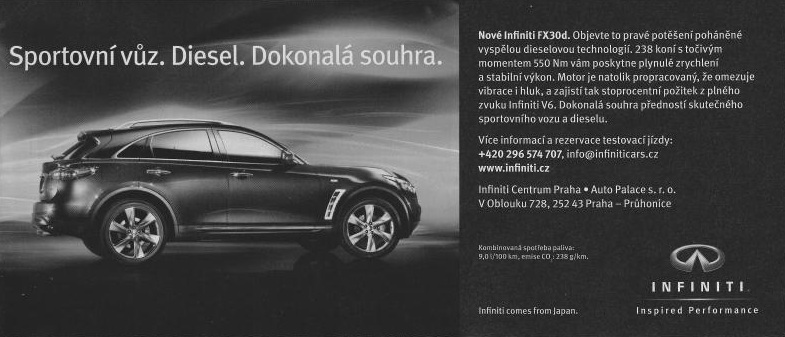 Sportovní vůz. Diesel. Dokonalá souhra.
Nové Infiniti FX30d. Objevte to pravé potěšení poháněné
vyspělou dieselovou technologií. 238 koní s točivým
momentem 550 Nm vám poskytne plynulé zrychlení
a stabilní výkon. Motor je natolik propracovaný, že omezuje
vibrace i hluk, a zajistí tak stoprocentní požitek z plného
zvuku Infiniti V6. Dokonalá souhra předností skutečného
sportovního vozu a dieselu.
Více informací a rezervace testovací jízdy:
+420 296 574 707, info@infiniticars.cz
www.infiniti.cz
Infiniti Centrum Praha • Auto Palace s. r. o.
V Oblouku 728, 252 43 Praha – Průhonice
Kombinovaná spotřeba paliva:
9,0 l/100 km, emise CO₂: 238 g/km.
INFINITI
Infiniti comes from Japan.
Inspired Performance